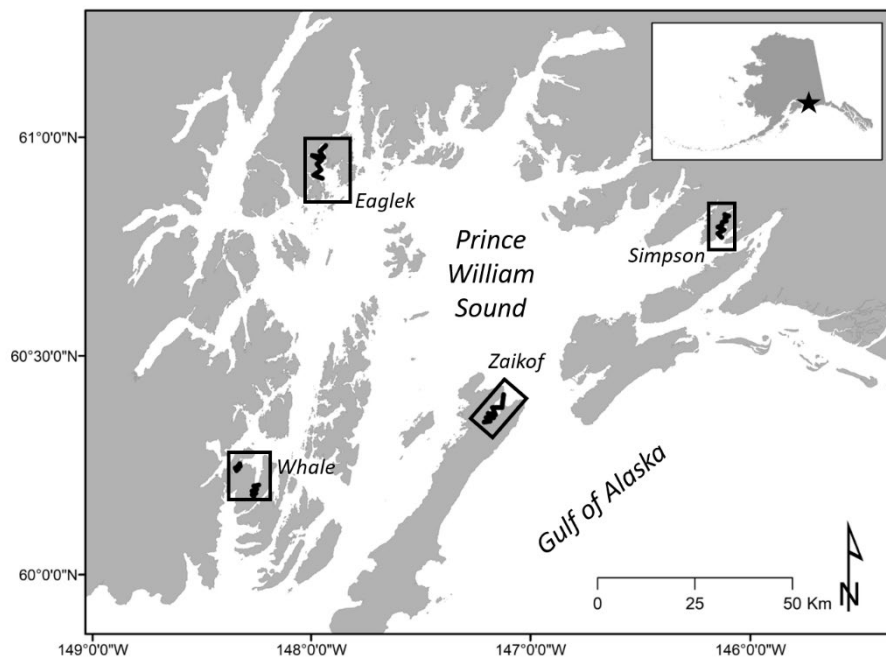 61°0'0"N
Eaglek
Prince
William
Sound
Simpson
60°30'0"N
Zaikof
Whale
Gulf of Alaska
60°0'0"N
0 25 50 Km
N
149°0'0"W 148°0'0"W 147°0'0"W 146°0'0"W